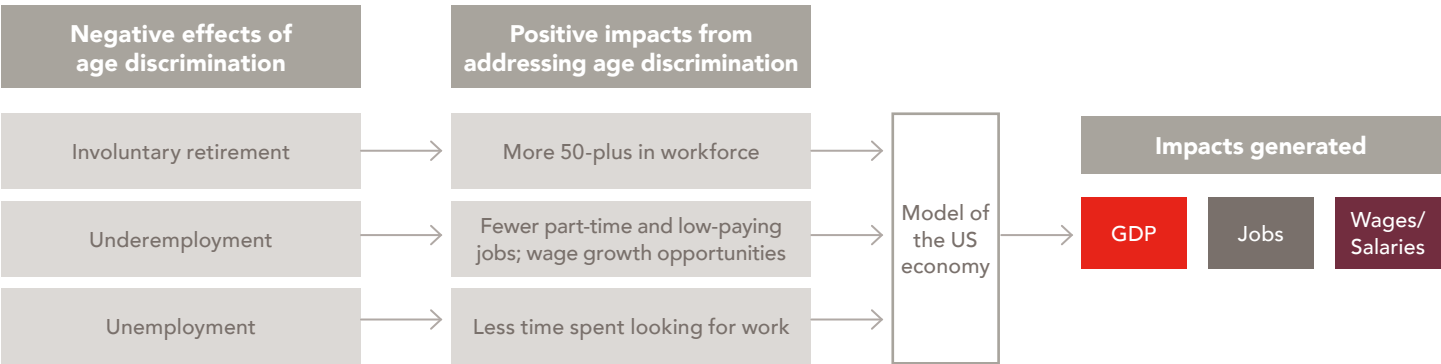 Negative effects of
age discrimination
Positive impacts from
addressing age discrimination
Impacts generated
Involuntary retirement
More 50-plus in workforce
Underemployment
Fewer part-time and low-paying
jobs; wage growth opportunities
Unemployment
Less time spent looking for work
Model of
the US
economy
GDP
Jobs
Wages/
Salaries